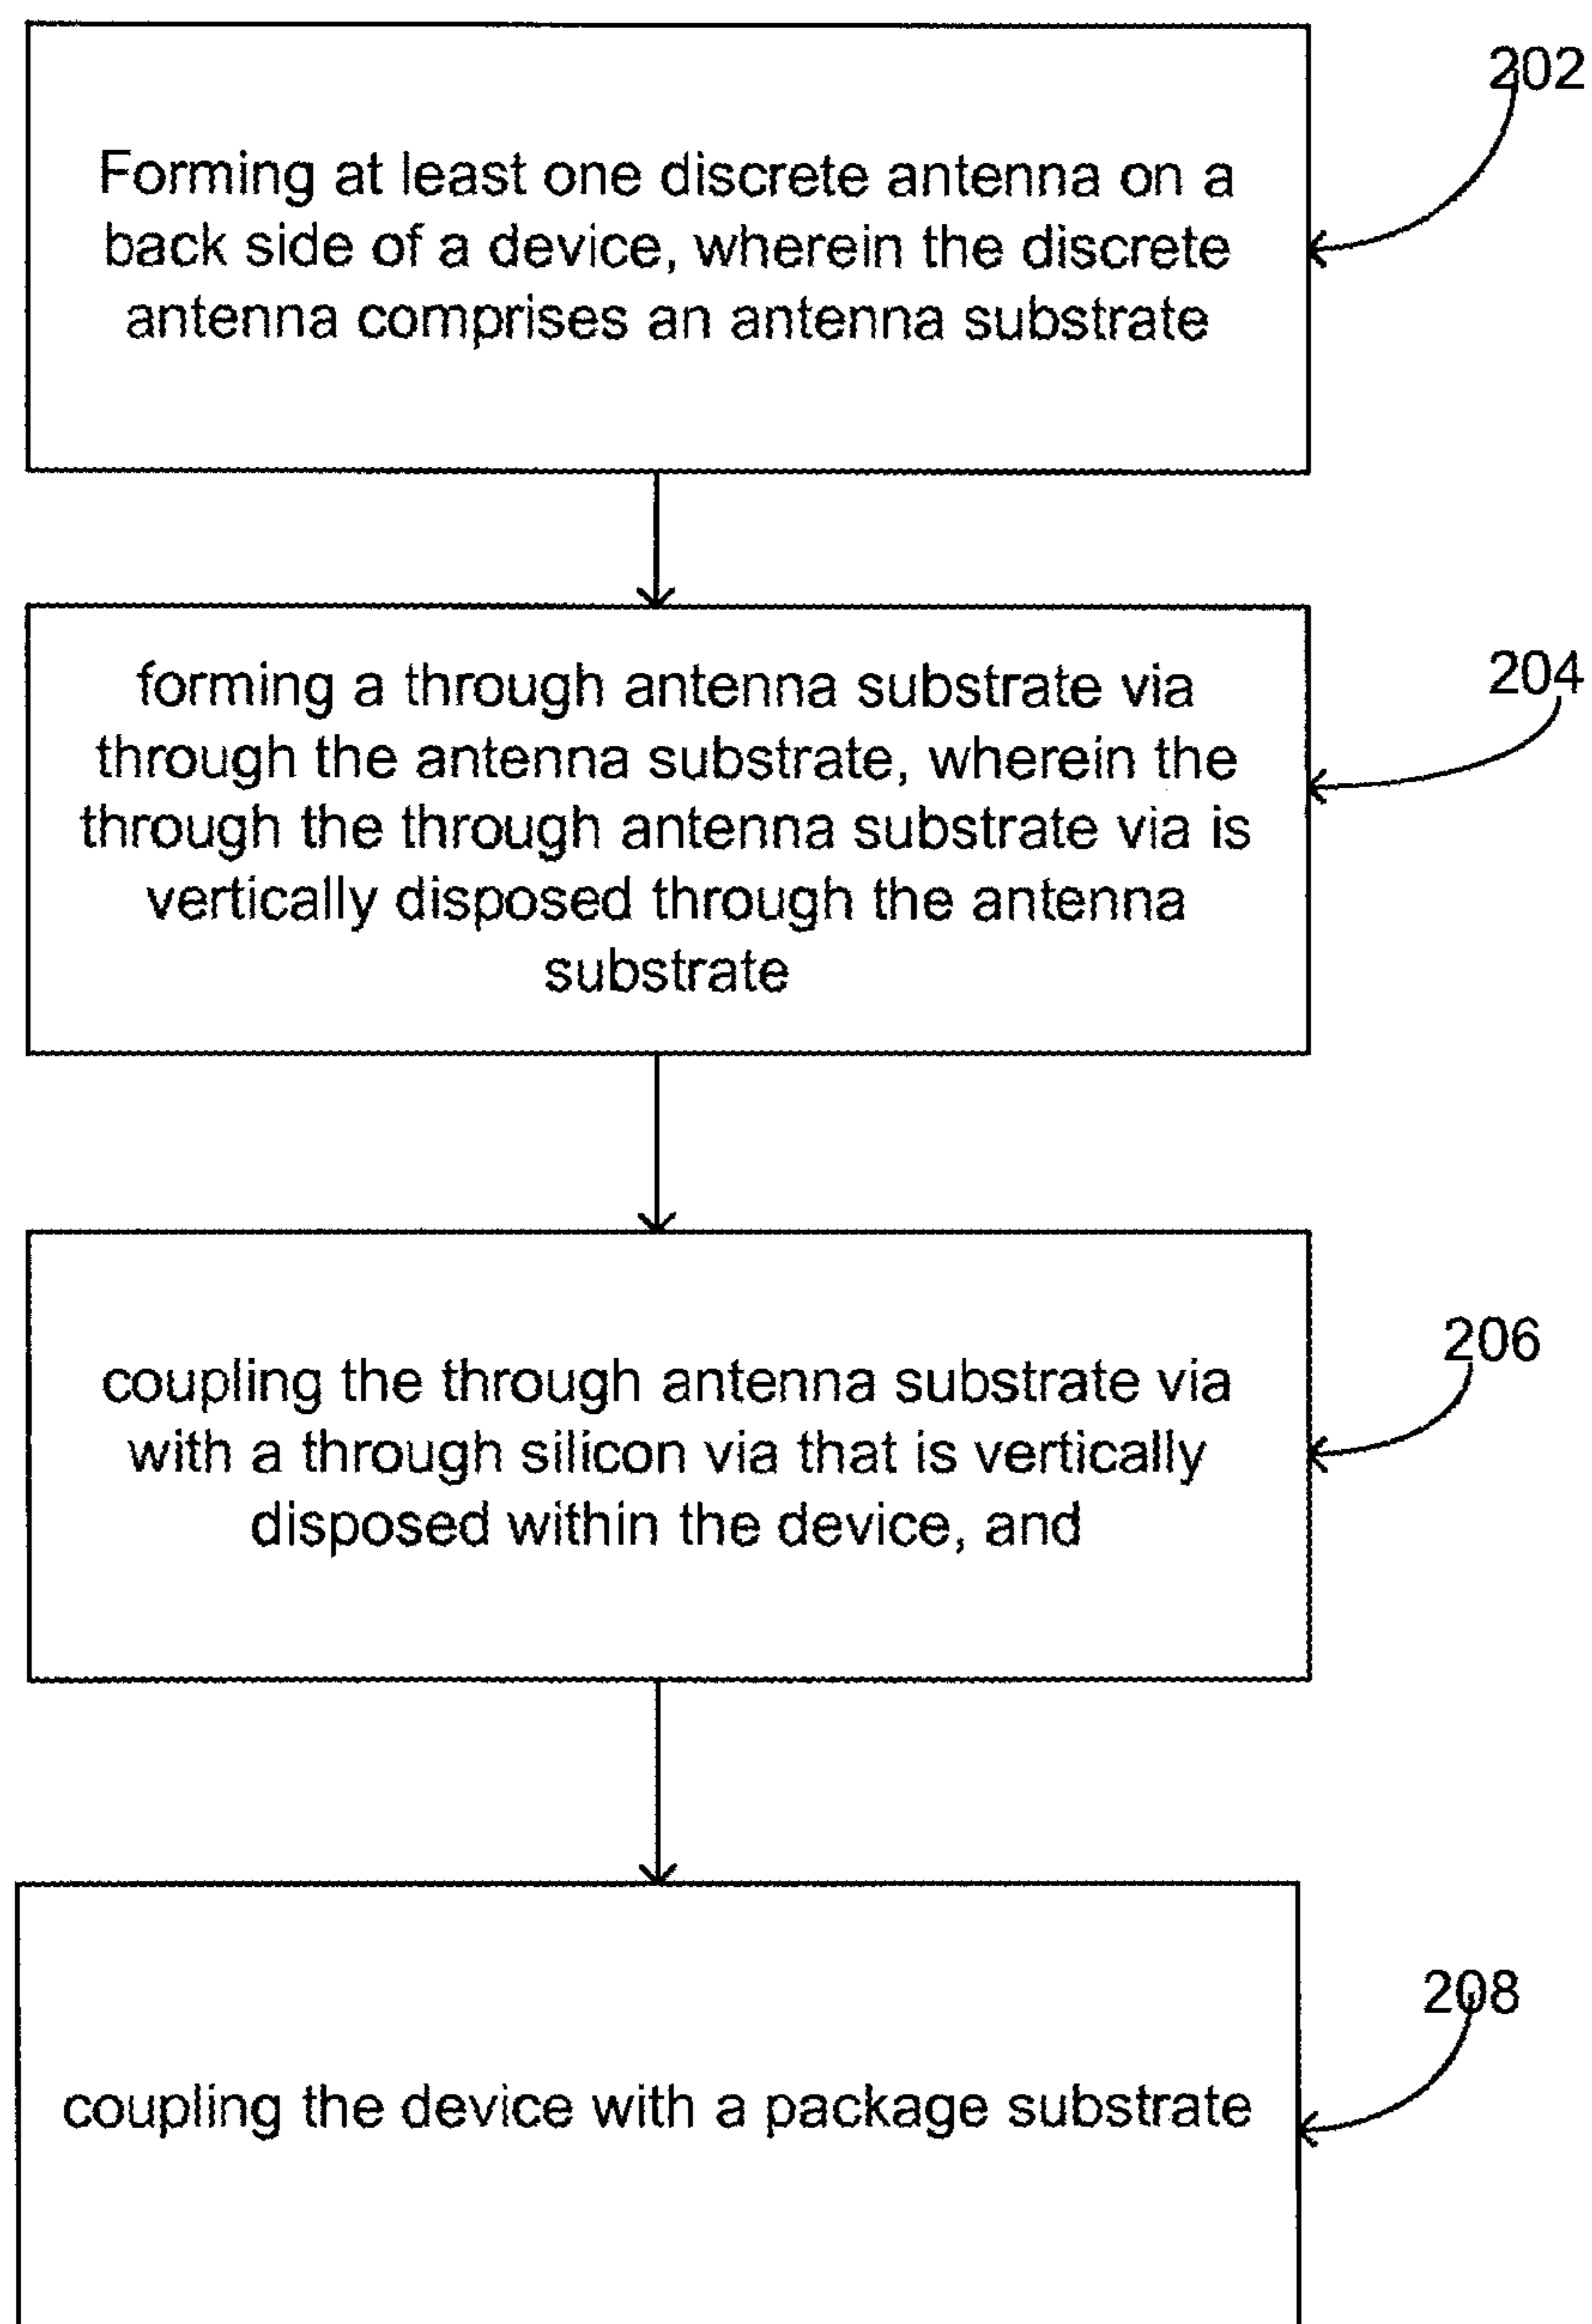 202
Forming at least one discrete antenna on a
back side of a device, wherein the discrete
antenna comprises an antenna substrate
204
forming a through antenna substrate via
through the antenna substrate, wherein the
through the through antenna substrate via is
vertically disposed through the antenna
substrate
206
coupling the through antenna substrate via
with a through silicon via that is vertically
disposed within the device, and
208
coupling the device with a package substrate